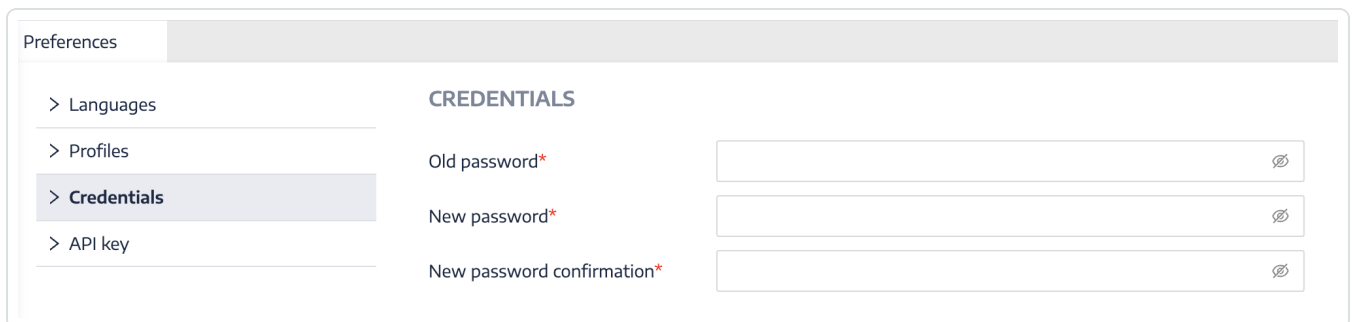 Preferences
Languages
Profiles
Credentials
API key
CREDENTIALS
Old password*
New password*
New password confirmation*